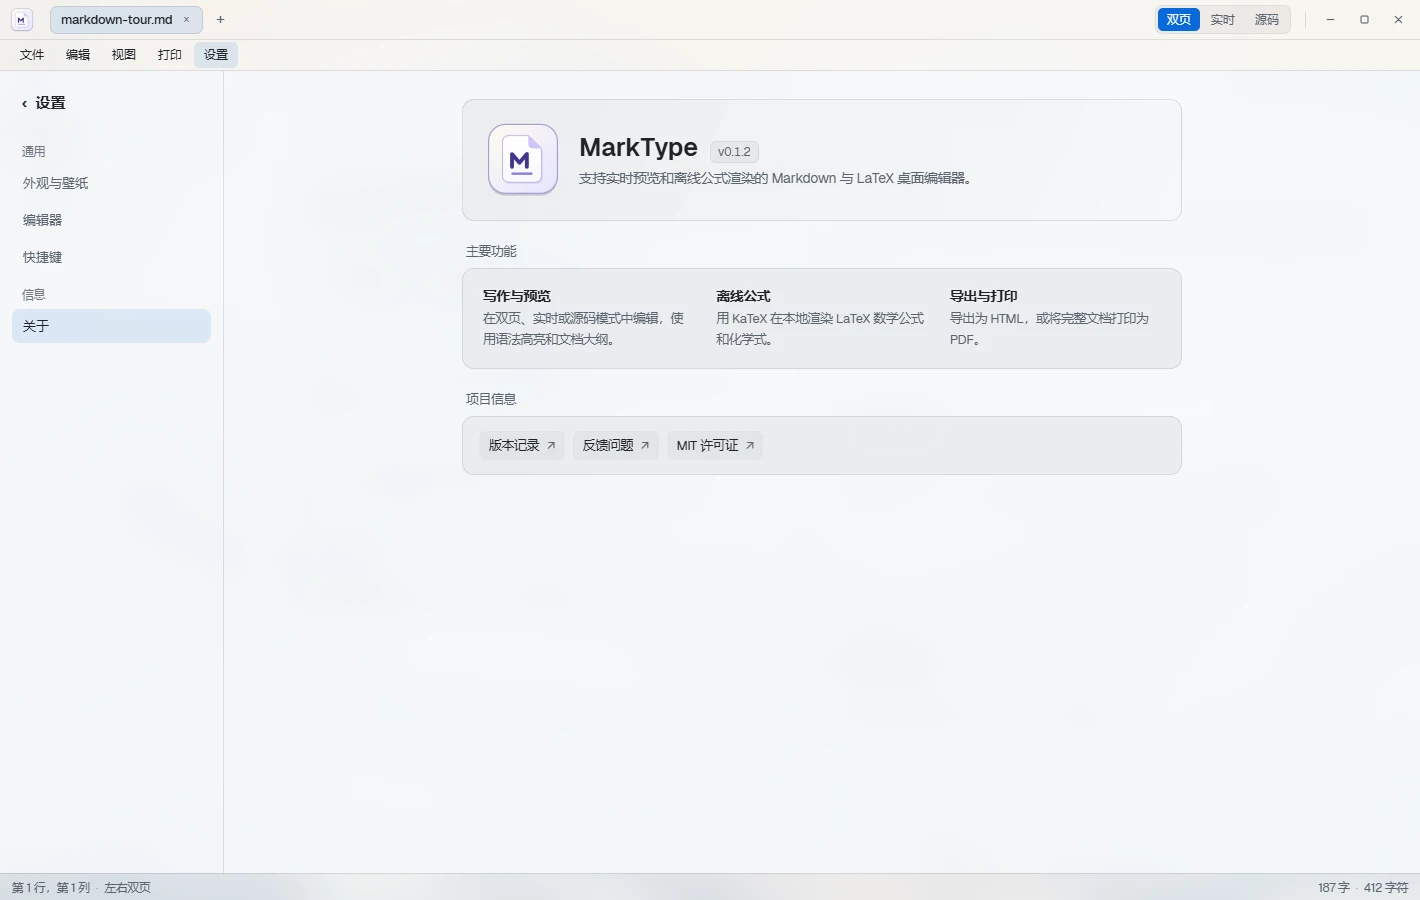 markdown-tour.md × +
双页 实时 源码
文件 编辑 视图 打印 设置
‹ 设置
通用
外观与壁纸
编辑器
快捷键
信息
关于
M
MarkType v0.1.2
支持实时预览和离线公式渲染的 Markdown 与 LaTeX 桌面编辑器。
主要功能
写作与预览
在双页、实时或源码模式中编辑，使
用语法高亮和文档大纲。
离线公式
用 KaTeX 在本地渲染 LaTeX 数学公式
和化学式。
导出与打印
导出为 HTML，或将完整文档打印为
PDF。
项目信息
版本记录 ↗ 反馈问题 ↗ MIT 许可证 ↗
第 1 行，第 1 列 · 左右双页
187 字 · 412 字符